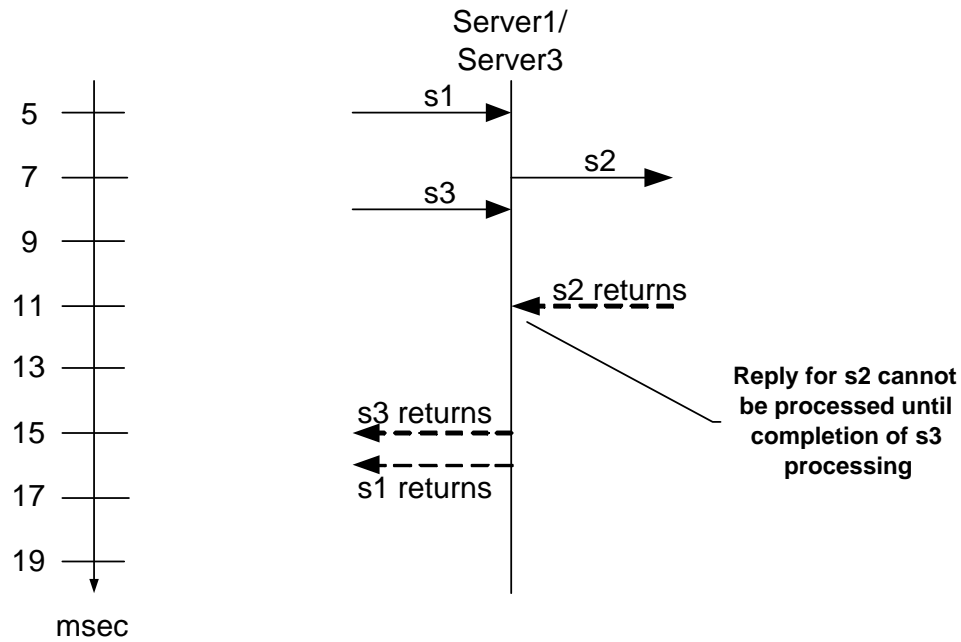 Server1/
Server3
5
s1
7
s2
s3
9
s2 returns
11
13
Reply for s2 cannot
be processed until
completion of s3
processing
s3 returns
15
s1 returns
17
19
msec